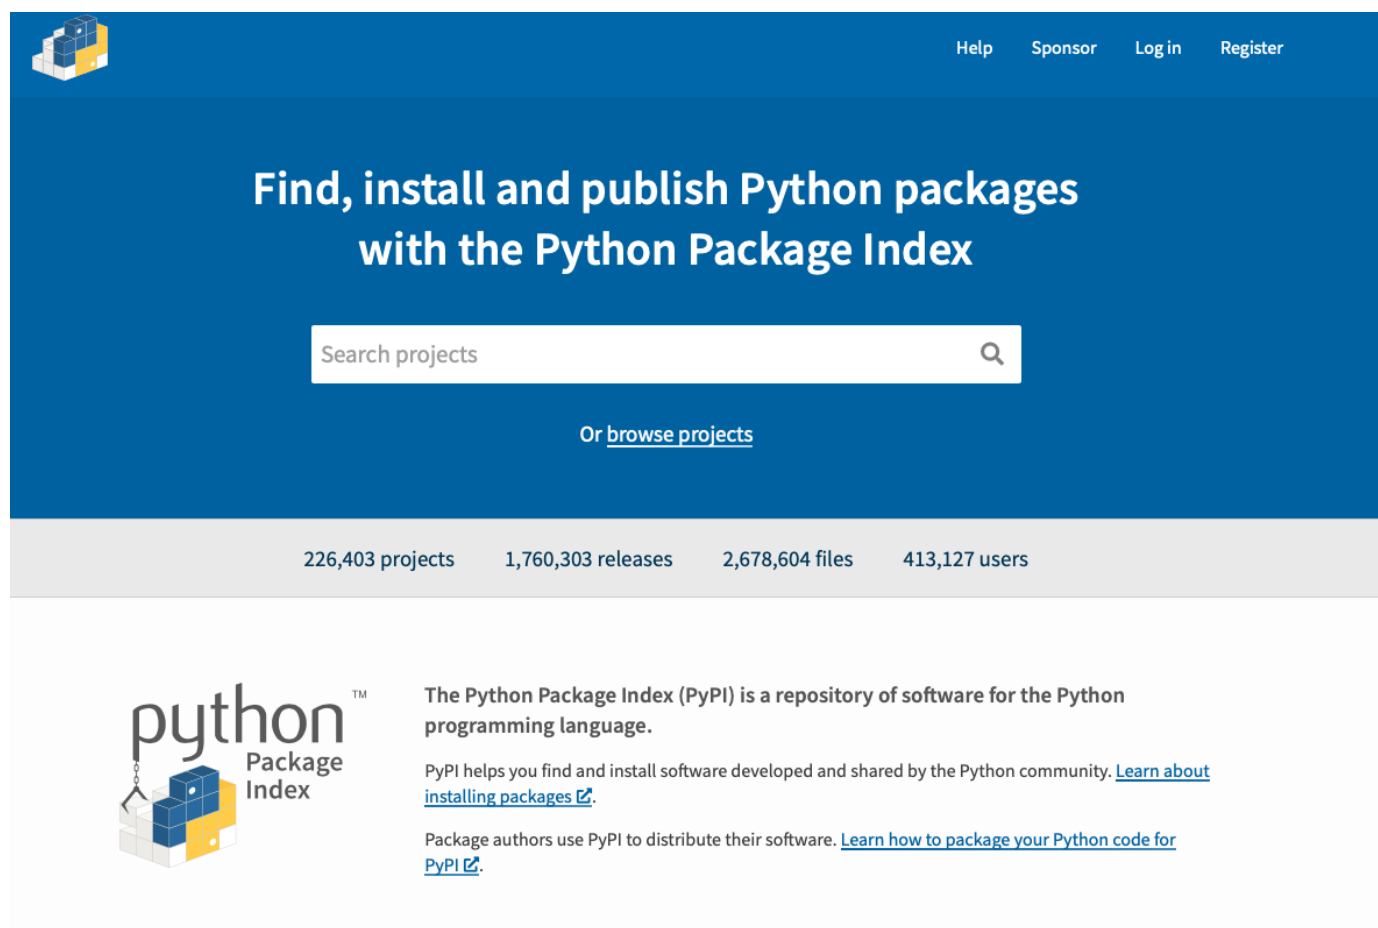 Help Sponsor Log in Register
Find, install and publish Python packages
with the Python Package Index
Search projects
Or browse projects
226,403 projects 1,760,303 releases 2,678,604 files 413,127 users
python TM
Package
Index
The Python Package Index (PyPI) is a repository of software for the Python
programming language.
PyPI helps you find and install software developed and shared by the Python community. Learn about
installing packages.
Package authors use PyPI to distribute their software. Learn how to package your Python code for
PyPI.